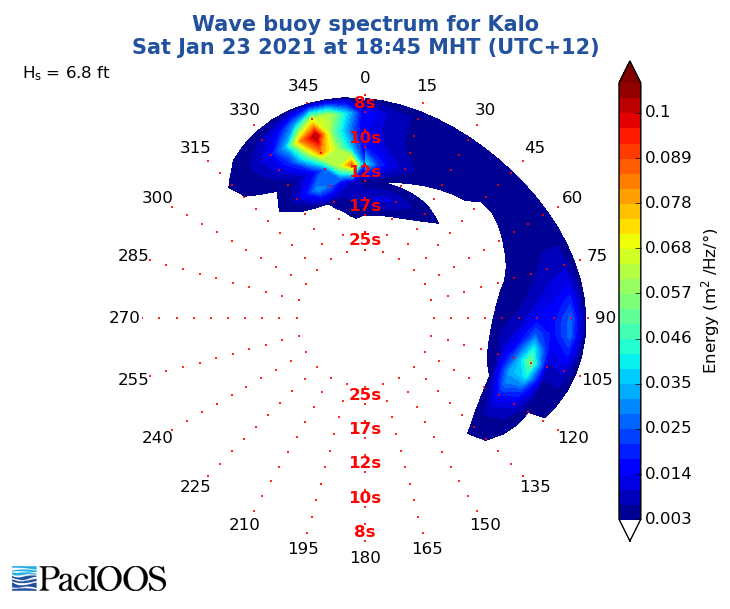 Wave buoy spectrum for Kalo
Sat Jan 23 2021 at 18:45 MHT (UTC+12)
Hs = 6.8 ft
0
345
15
330
30
315
45
300
60
285
75
270
90
255
105
240
120
225
135
210
150
195
165
180
8s
10s
12s
17s
25s
25s
17s
12s
10s
8s
0.1
0.089
0.078
0.068
0.057
0.046
0.035
0.025
0.014
0.003
Energy (m² /Hz/°)
PacIOOS